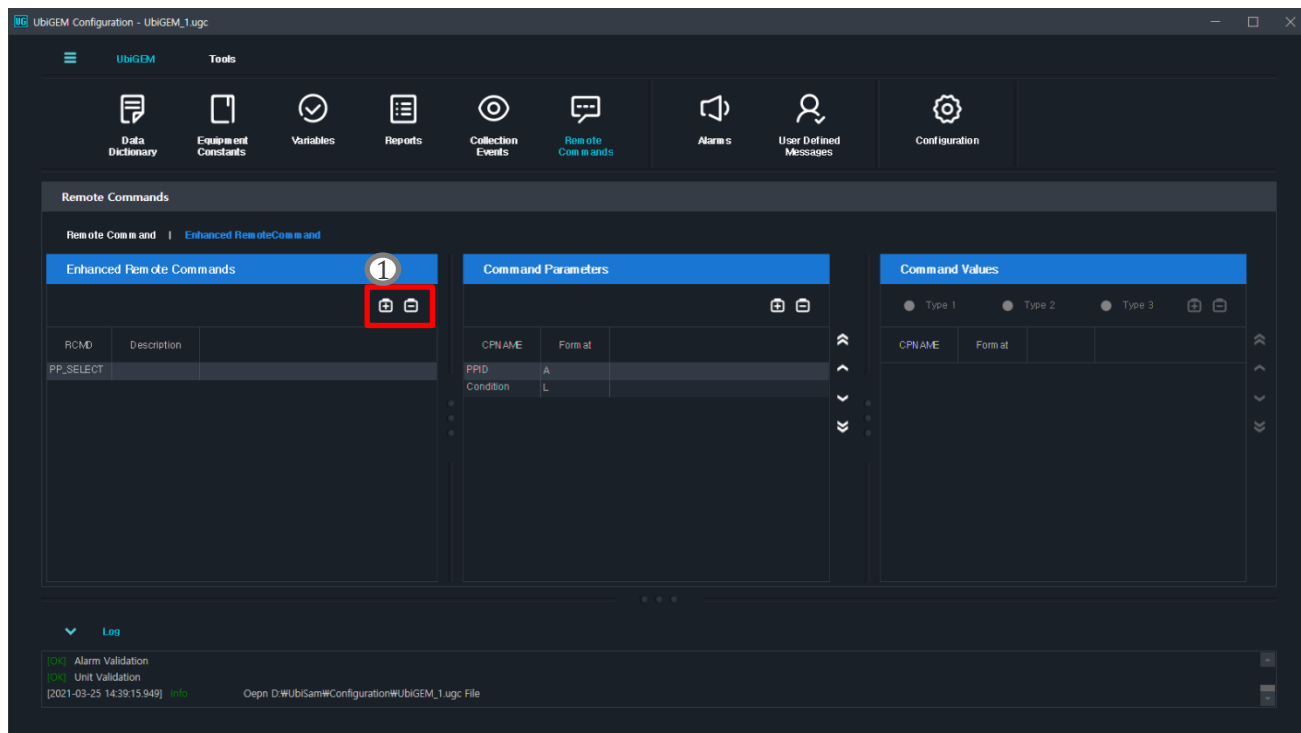 UG UbiGEM Configuration - UbiGEM_1.ugc
UbiGEM Tools
Data Dictionary
Equipment Constants
Variables
Reports
Collection Events
Remote Commands
Alarms
User Defined Messages
Configuration
Remote Commands
Remote Command | Enhanced RemoteCommand
Enhanced Remote Commands
1
RCMD Description
PP_SELECT
Command Parameters
CPNAME Format
PPID A
Condition L
Command Values
Type 1 Type 2 Type 3
CPNAME Format
Log
[OK] Alarm Validation
[OK] Unit Validation
[2021-03-25 14:39:15.949] Info Oepn D:₩UbiSam₩Configuration₩UbiGEM_1.ugc File